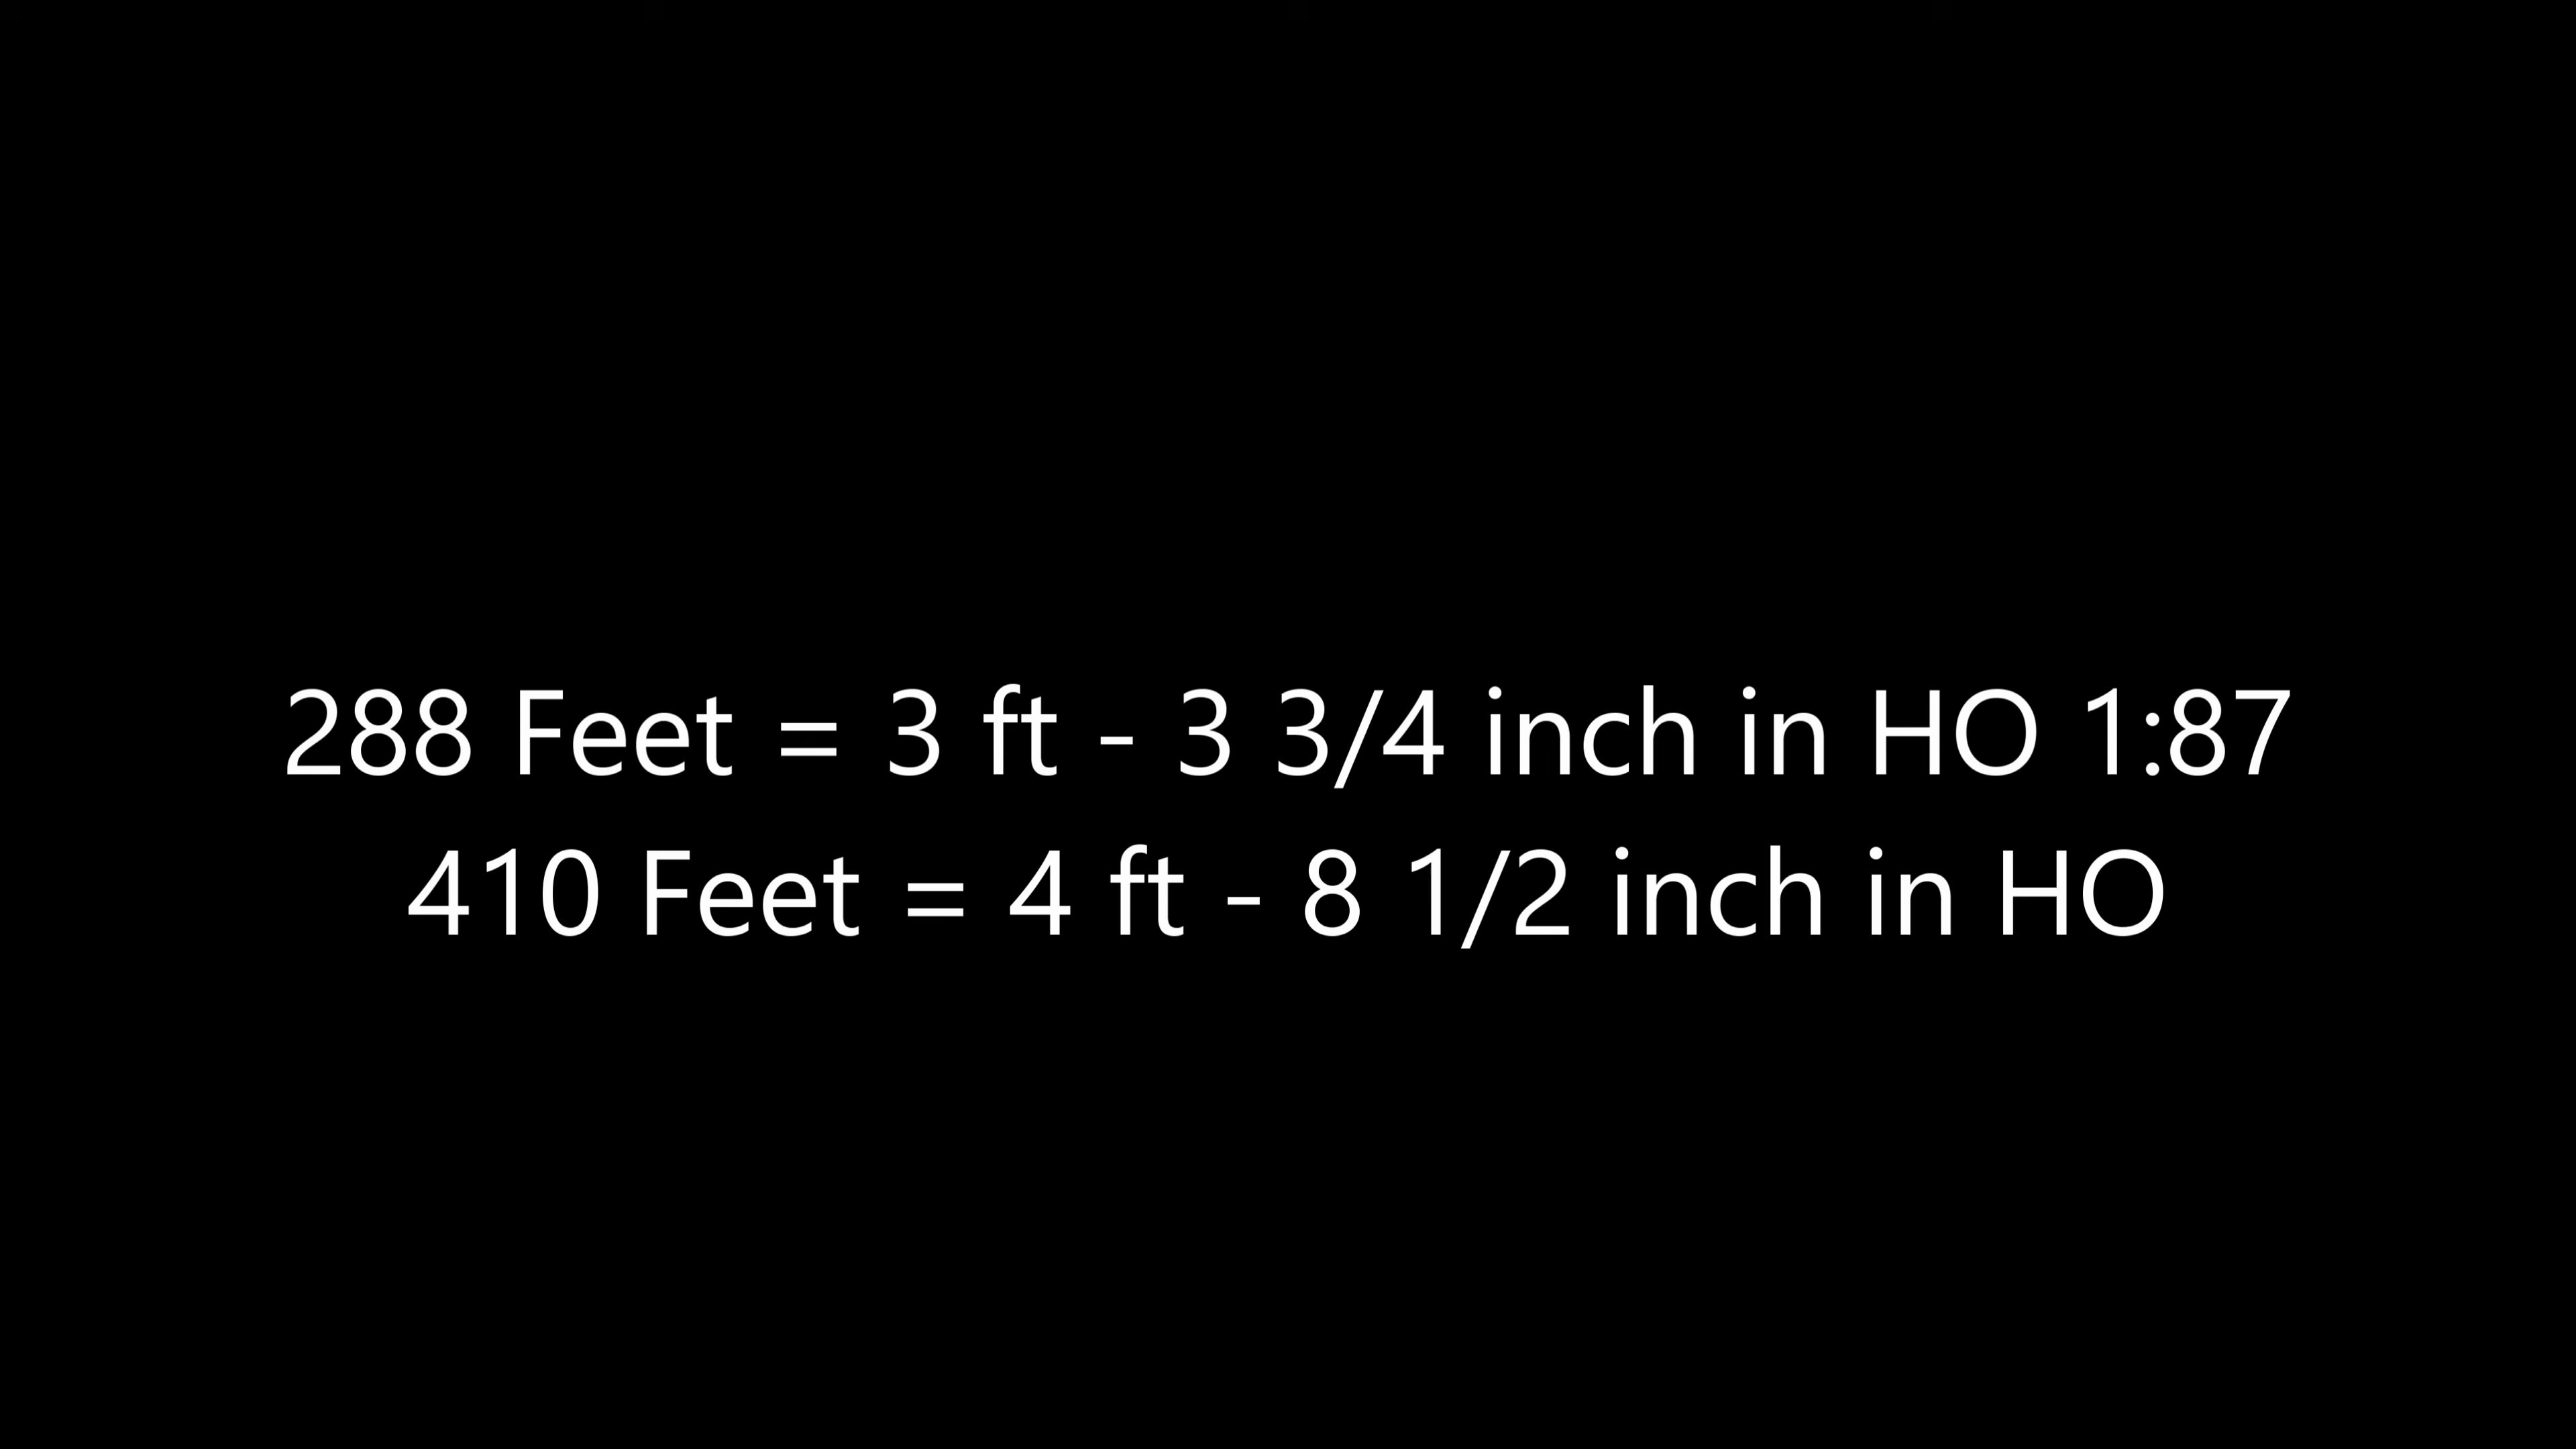 288 Feet = 3 ft - 3 3/4 inch in HO 1:87
410 Feet = 4 ft - 8 1/2 inch in HO